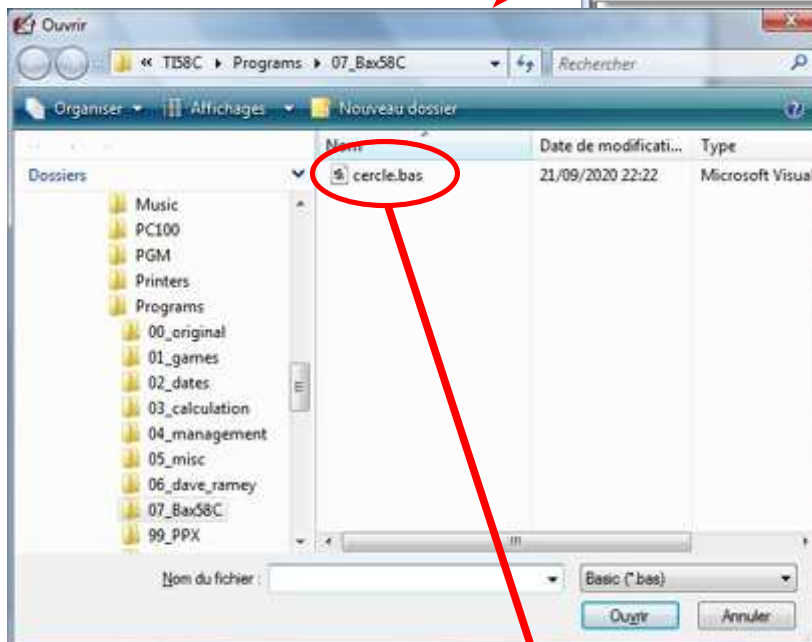 Ouvrir
« TI58C Programs 07_Bax58C Rechercher
Organiser Affichages Nouveau dossier
Nom Date de modificati... Type
Dossiers cercle.bas 21/09/2020 22:22 Microsoft Visual
Music
PC100
PGM
Printers
Programs
00_original
01_games
02_dates
03_calculation
04_management
05_misc
06_dave_ramey
07_Bax58C
99_PPX
Nom du fichier : Basic (*.bas)
Ouvrir Annuler